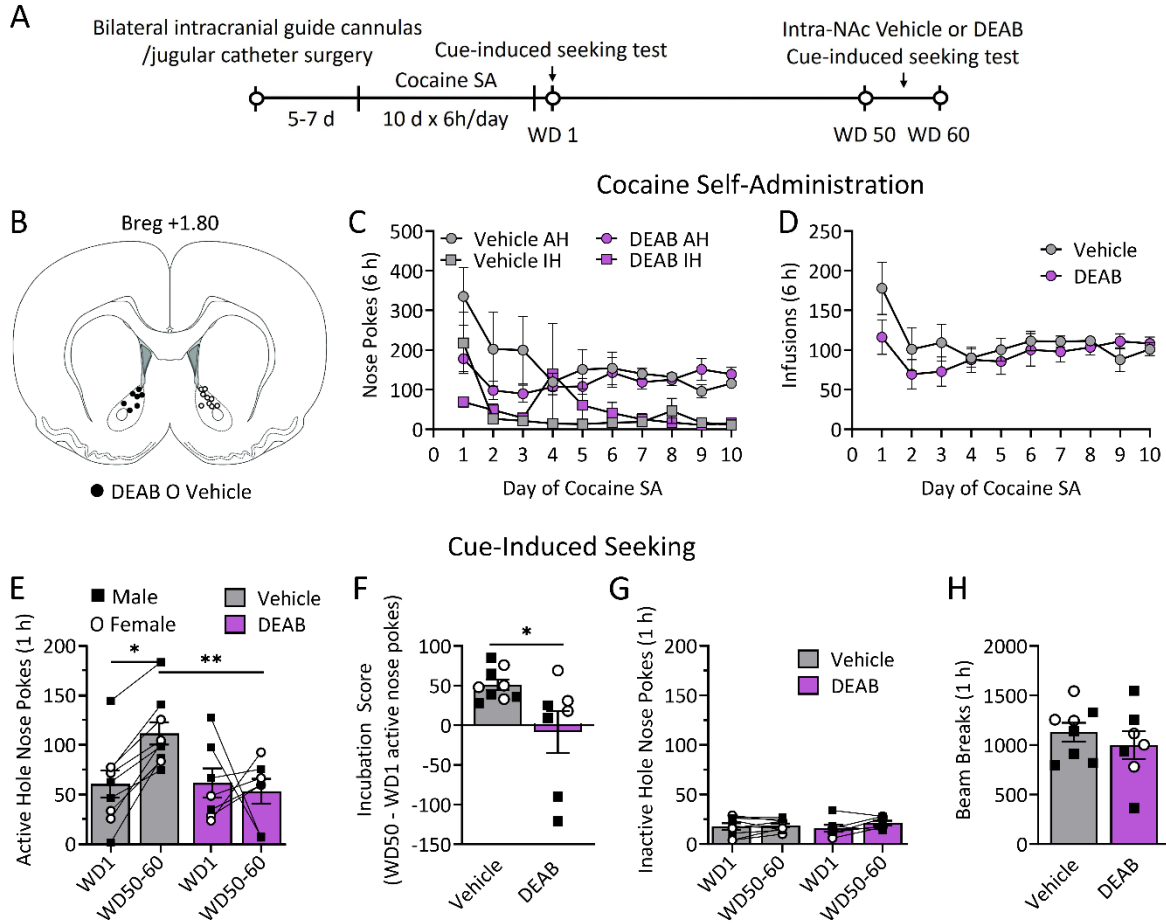 A
Bilateral intracranial guide cannulas
/jugular catheter surgery
Cue-induced seeking test
Intra-NAc Vehicle or DEAB
Cue-induced seeking test
Cocaine SA
5-7 d
10 d x 6h/day
WD 1
WD 50
WD 60
Cocaine Self-Administration
B
Breg +1.80
● DEAB O Vehicle
C
Nose Pokes (6 h)
500
400
300
200
100
0
Vehicle AH
DEAB AH
Vehicle IH
DEAB IH
0 1 2 3 4 5 6 7 8 9 10
Day of Cocaine SA
D
Infusions (6 h)
250
200
150
100
50
0
Vehicle
DEAB
0 1 2 3 4 5 6 7 8 9 10
Day of Cocaine SA
Cue-Induced Seeking
E
Male
Female
Vehicle
DEAB
Active Hole Nose Pokes (1 h)
200
150
100
50
0
*
**
WD1
WD50-60
WD1
WD50-60
F
Incubation Score
(WD50 - WD1 active nose pokes)
100
50
0
-50
-100
-150
*
Vehicle
DEAB
G
Inactive Hole Nose Pokes (1 h)
200
150
100
50
25
0
Vehicle
DEAB
WD1
WD50-60
WD1
WD50-60
H
Beam Breaks (1 h)
2000
1500
1000
500
0
Vehicle
DEAB